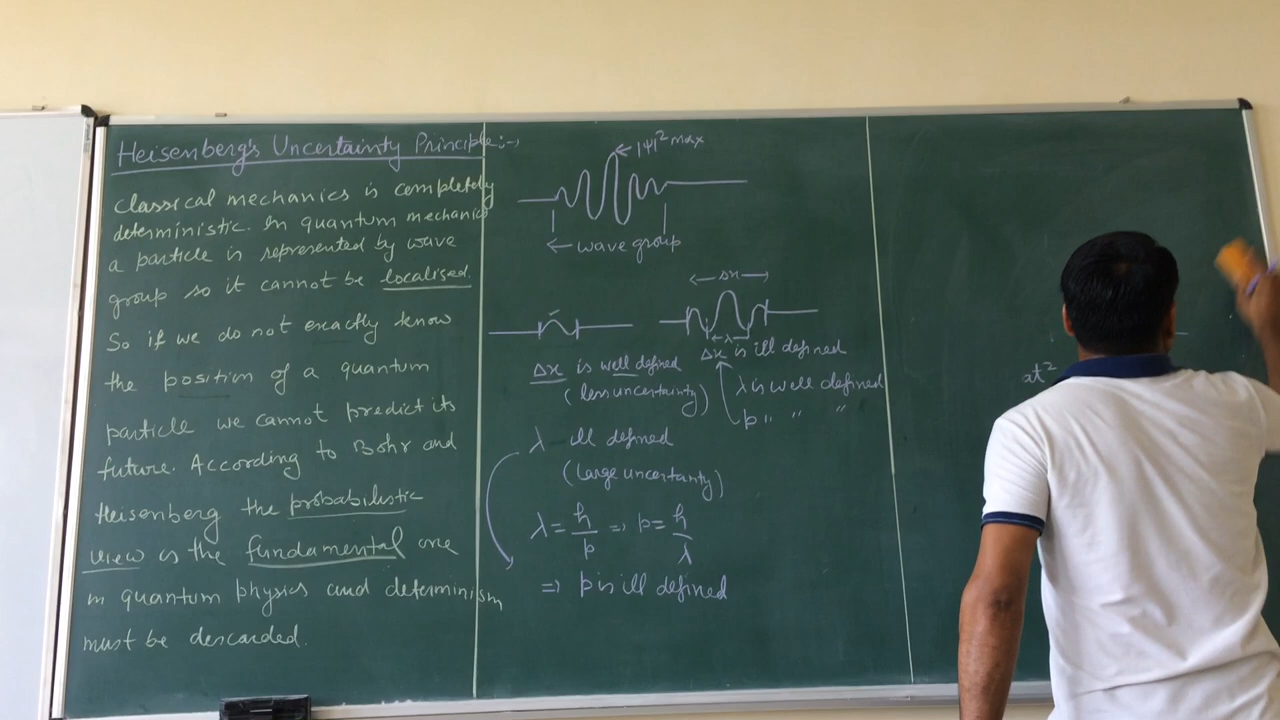 Heisenberg's Uncertainty Principle:-
classical mechanics is completely
deterministic. In quantum mechanics
a particle is represented by wave
group so it cannot be localised.
So if we do not exactly know
the position of a quantum
particle we cannot predict its
future. According to Bohr and
Heisenberg the probabilistic
view is the fundamental one
in quantum physics and determinism
must be descarded.
|Ψ|² max
← wave group
← Δx →
← λ →
Δx is well defined
(less uncertainty)
λ ill defined
(large uncertainty)
λ = h/p ⇒ p = h/λ
⇒ p is ill defined
Δx is ill defined
λ is well defined
p " " "
xt²